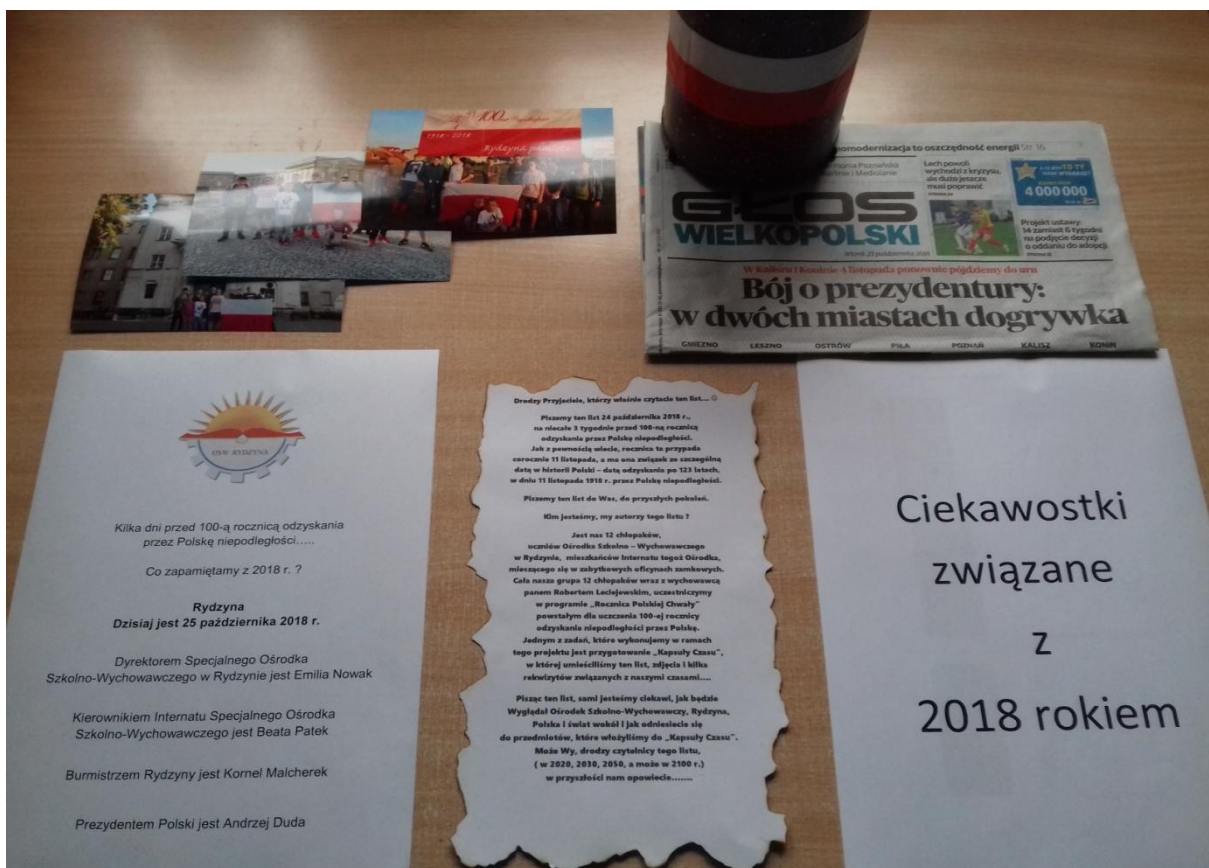 100
1918 - 2018
Rydzyna pamięta
eomodernizacja to oszczędność energii Str. 16
Lech powoli
wychodzi z kryzysu,
ale dużo jeszcze
musi poprawić
4 000 000
GŁOS
WIELKOPOLSKI
Projekt ustawy:
14 zamiast 6 tygodni
na podjęcie decyzji
o oddaniu do adopcji
W Kaliszu i Koninie 4 listopada ponownie pójdziemy do urn
Bój o prezydentury:
w dwóch miastach dogrywka
GNIEZNO LESZNO OSTRÓW PIŁA POZNAŃ KALISZ KONIN
OSW RYDZYNA
Kilka dni przed 100-ą rocznicą odzyskania
przez Polskę niepodległości…..
Co zapamiętamy z 2018 r. ?
Rydzyna
Dzisiaj jest 25 października 2018 r.
Dyrektorem Specjalnego Ośrodka
Szkolno-Wychowawczego w Rydzynie jest Emilia Nowak
Kierownikiem Internatu Specjalnego Ośrodka
Szkolno-Wychowawczego jest Beata Patek
Burmistrzem Rydzyny jest Kornel Malcherek
Prezydentem Polski jest Andrzej Duda
Drodzy Przyjaciele, którzy właśnie czytacie ten list... ☺
Piszemy ten list 24 października 2018 r.,
na niecałe 3 tygodnie przed 100-ną rocznicą
odzyskania przez Polskę niepodległości.
Jak z pewnością wiecie, rocznica ta przypada
corocznie 11 listopada, a ma ona związek ze szczególną
datą w historii Polski – datą odzyskania po 123 latach,
w dniu 11 listopada 1918 r. przez Polskę niepodległości.
Piszemy ten list do Was, do przyszłych pokoleń.
Kim jesteśmy, my autorzy tego listu ?
Jest nas 12 chłopaków,
uczniów Ośrodka Szkolno – Wychowawczego
w Rydzynie, mieszkańców Internatu tegoż Ośrodka,
mieszącego się w zabytkowych oficynach zamkowych.
Cała nasza grupa 12 chłopaków wraz z wychowawcą
panem Robertem Leciejewskim, uczestniczymy
w programie „Rocznica Polskiej Chwały”
powstałym dla uczczenia 100-ej rocznicy
odzyskania niepodległości przez Polskę.
Jednym z zadań, które wykonujemy w ramach
tego projektu jest przygotowanie „Kapsuły Czasu”,
w której umieściliśmy ten list, zdjęcia i kilka
rekwizytów związanych z naszymi czasami....
Pisząc ten list, sami jesteśmy ciekawi, jak będzie
Wyglądał Ośrodek Szkolno-Wychowawczy, Rydzyna,
Polska i świat wokół i jak odniesiecie się
do przedmiotów, które włożyliśmy do „Kapsuły Czasu”.
Może Wy, drodzy czytelnicy tego listu,
( w 2020, 2030, 2050, a może w 2100 r.)
w przyszłości nam opowiecie.......
Ciekawostki
związane
z
2018 rokiem